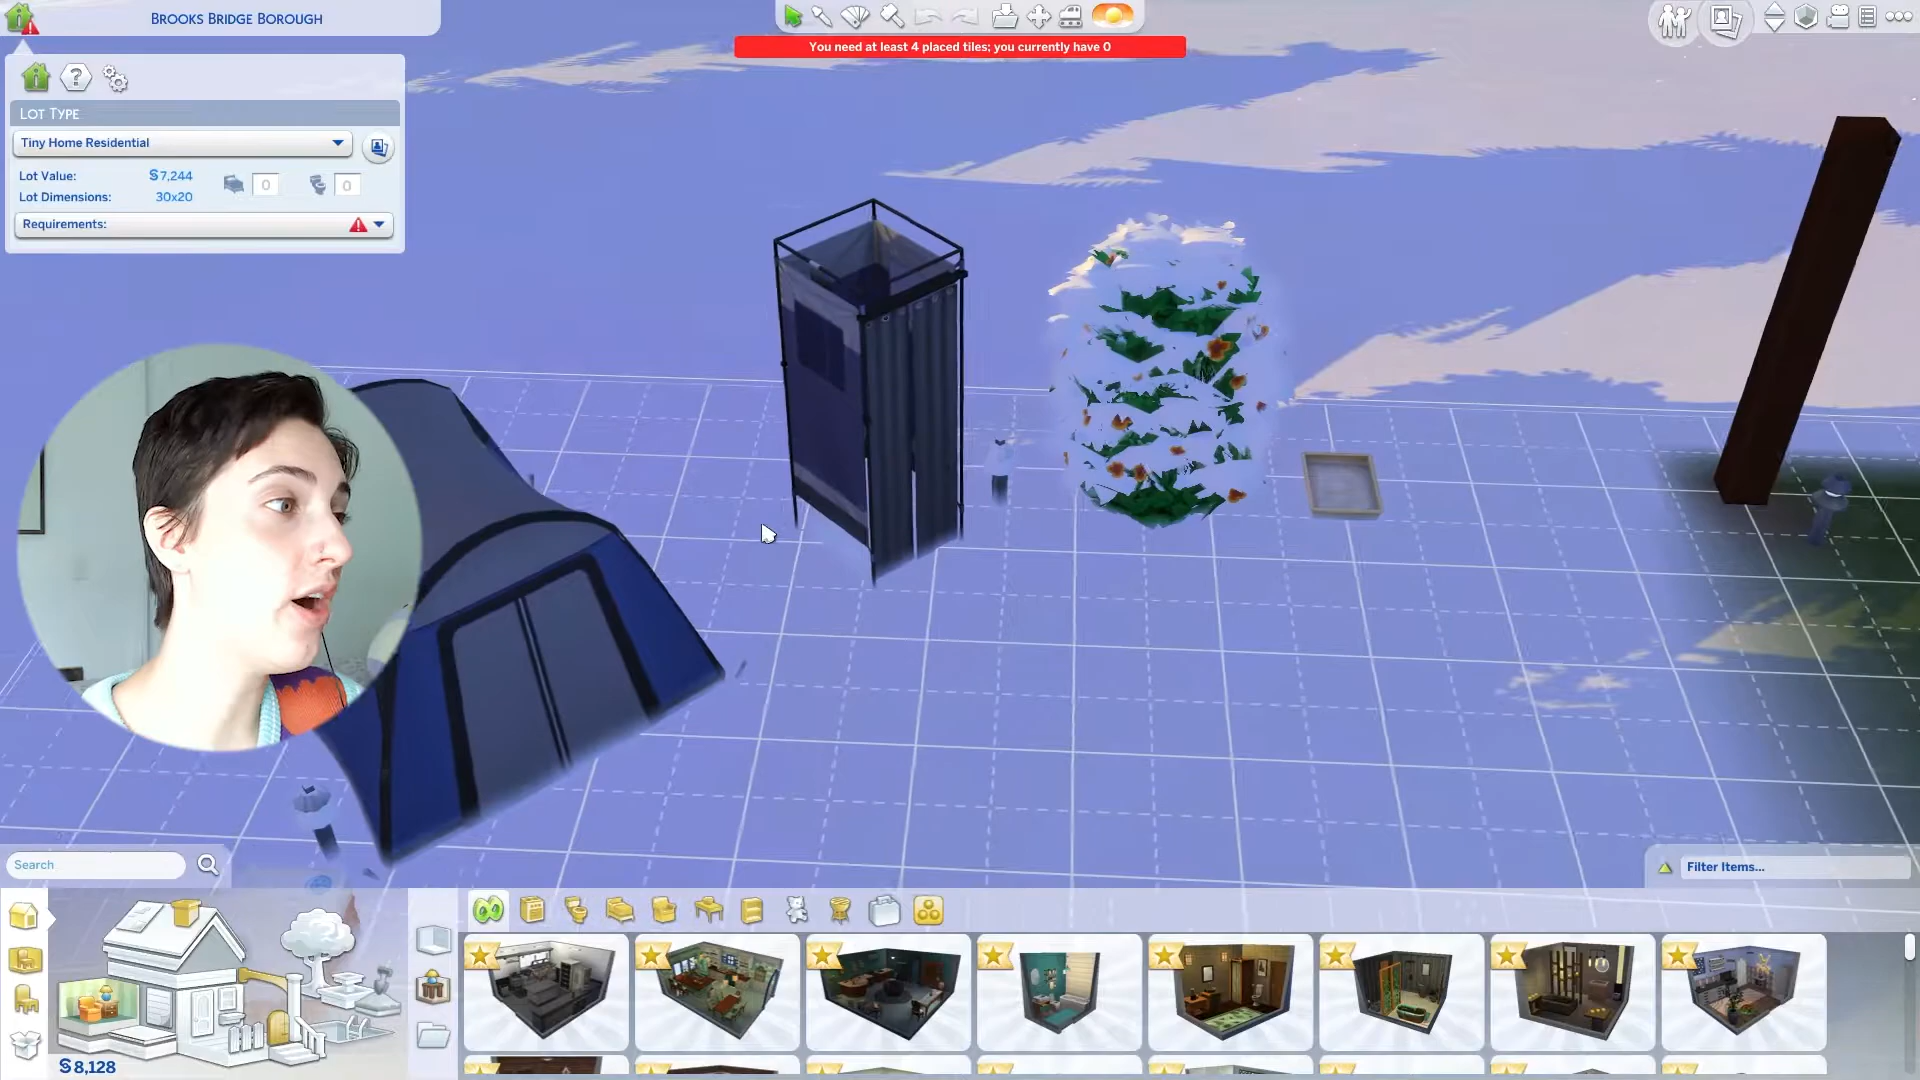 BROOKS BRIDGE BOROUGH
You need at least 4 placed tiles; you currently have 0
LOT TYPE
Tiny Home Residential
Lot Value: §7,244
0
0
Lot Dimensions: 30x20
Requirements:
Search
Filter Items...
§8,128